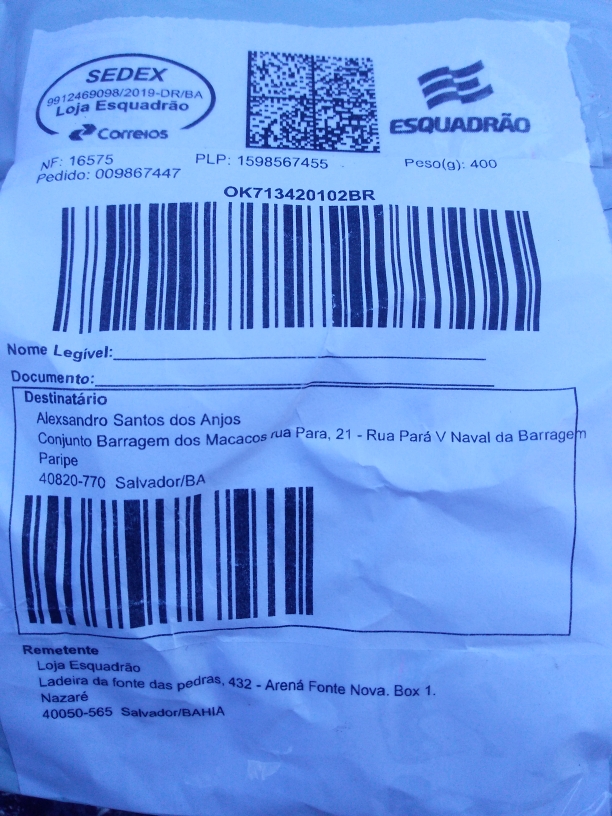 SEDEX
9912469098/2019-DR/BA
Loja Esquadrão
Correios
ESQUADRÃO
NF: 16575
PLP: 1598567455
Peso(g): 400
Pedido: 009867447
OK713420102BR
Nome Legível:
Documento:
Destinatário
Alexsandro Santos dos Anjos
Conjunto Barragem dos Macacos rua Para, 21 - Rua Pará V Naval da Barragem
Paripe
40820-770 Salvador/BA
Remetente
Loja Esquadrão
Ladeira da fonte das pedras, 432 - Arená Fonte Nova. Box 1.
Nazaré
40050-565 Salvador/BAHIA